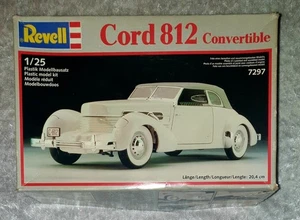 Revell
Cord 812 Convertible
1/25
Plastik Modellbausatz
Plastic model kit
Modèle réduit
Modelbouwdoos
7297
Länge/Length/Longueur/Lengte: 20,4 cm